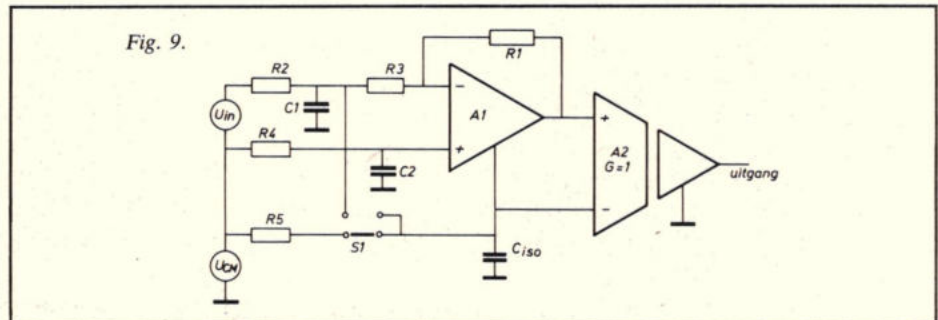 Fig. 9.
R1
R2
R3
C1
Uin
A1
R4
C2
A2
G=1
uitgang
R5
S1
Ciso
UCM